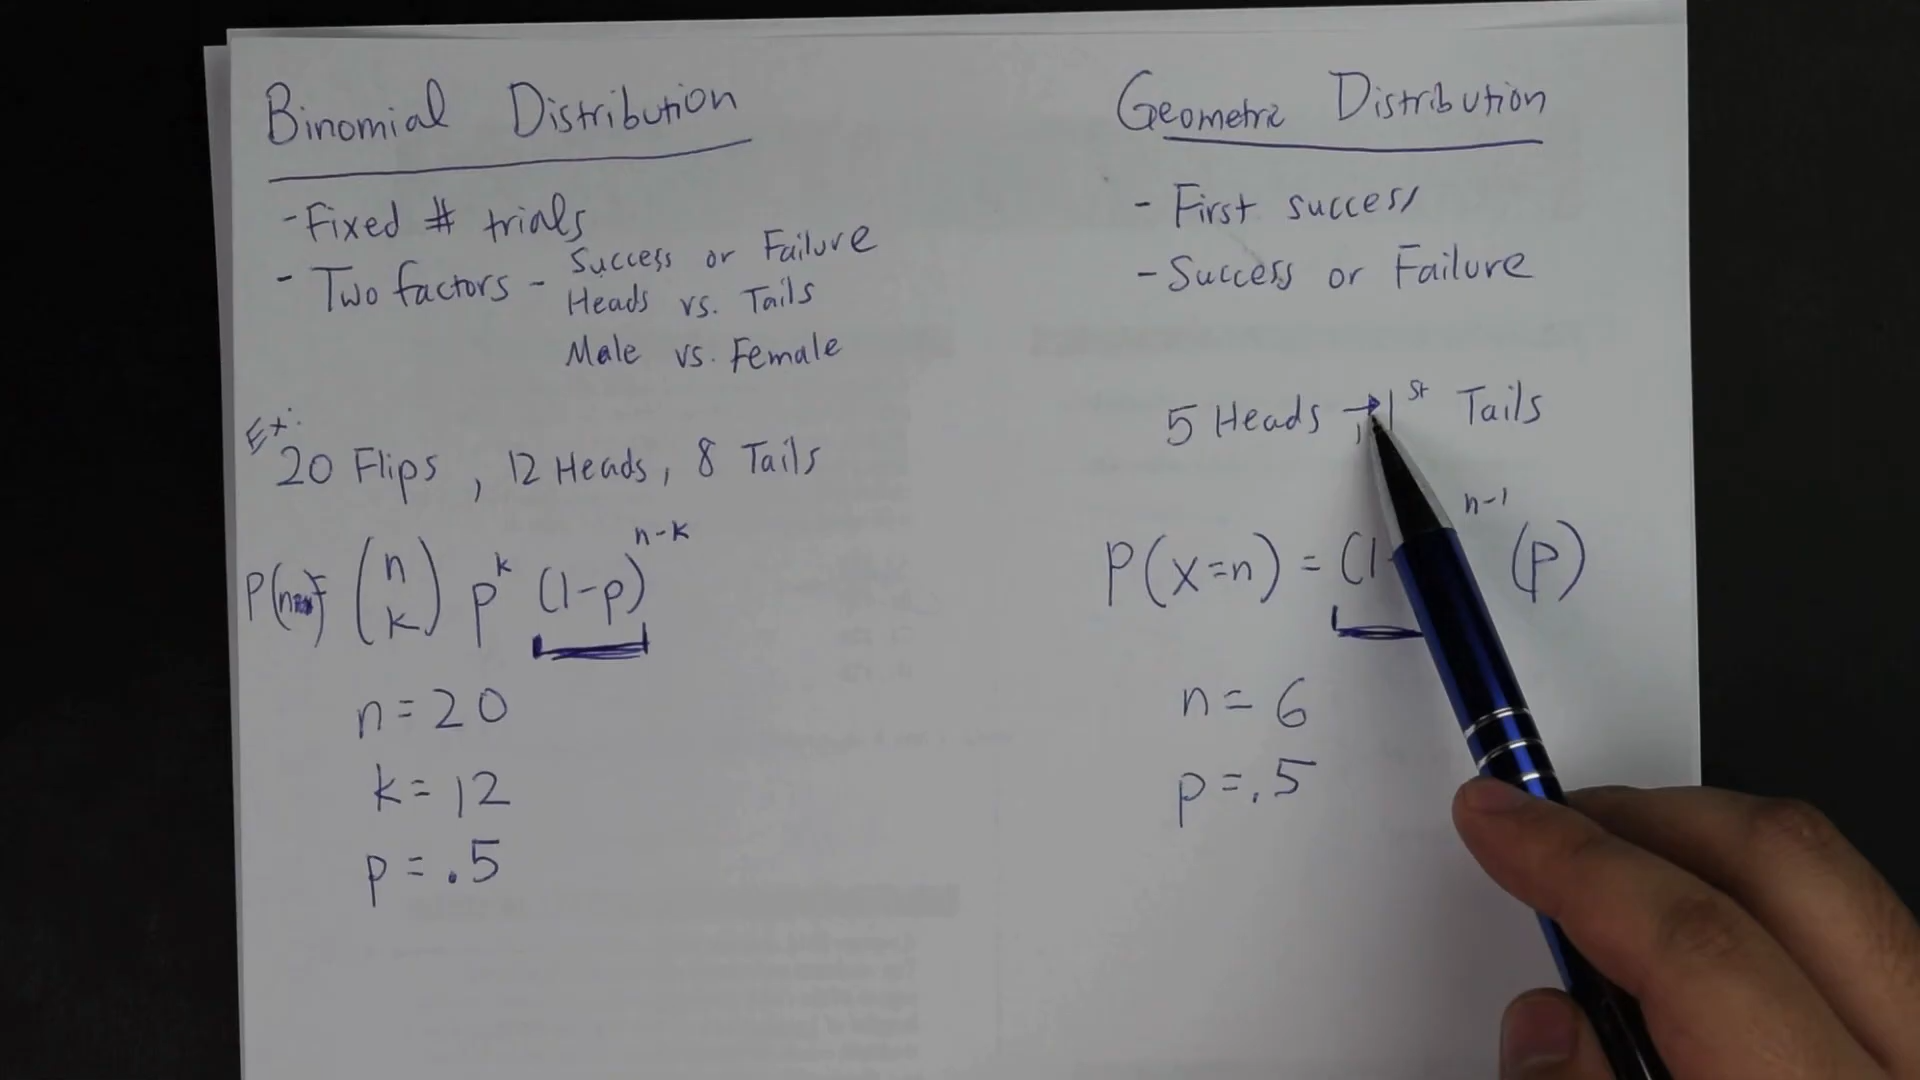 Binomial Distribution
- Fixed # trials
- Two factors - Success or Failure
Heads vs. Tails
Male vs. Female
Ex:
20 Flips, 12 Heads, 8 Tails
= (n k) p^k (1-p)^n-k
n = 20
k = 12
p = .5
Geometric Distribution
- First success
- Success or Failure
5 Heads → 1st Tails
P(x=n) = (1- ^n-1 (p)
n = 6
p = .5